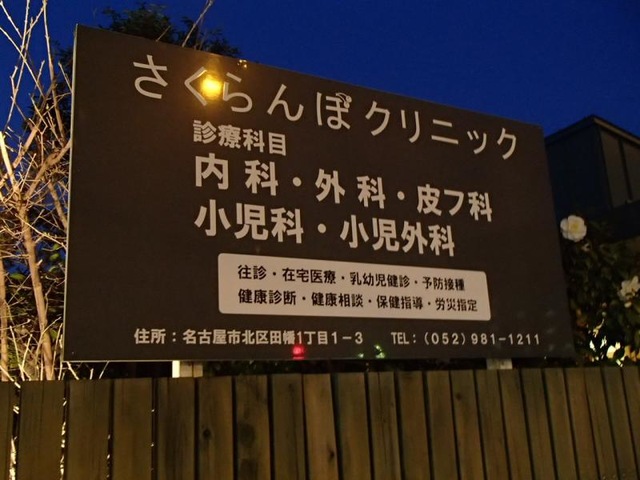 さくらんぼクリニック
診療科目
内科・外科・皮フ科
小児科・小児外科
往診・在宅医療・乳幼児健診・予防接種
健康診断・健康相談・保健指導・労災指定
住所：名古屋市北区田幡1丁目1－3 TEL：（052）981-1211